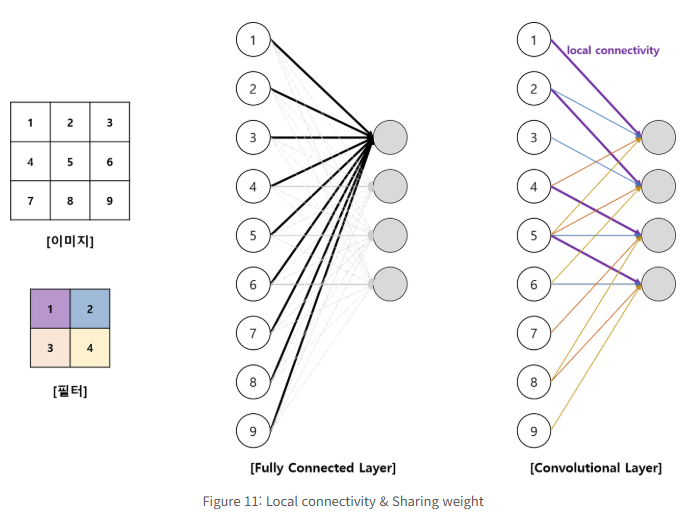 1 2 3
4 5 6
7 8 9
[이미지]
1 2
3 4
[필터]
1
2
3
4
5
6
7
8
9
[Fully Connected Layer]
local connectivity
1
2
3
4
5
6
7
8
9
[Convolutional Layer]
Figure 11: Local connectivity & Sharing weight